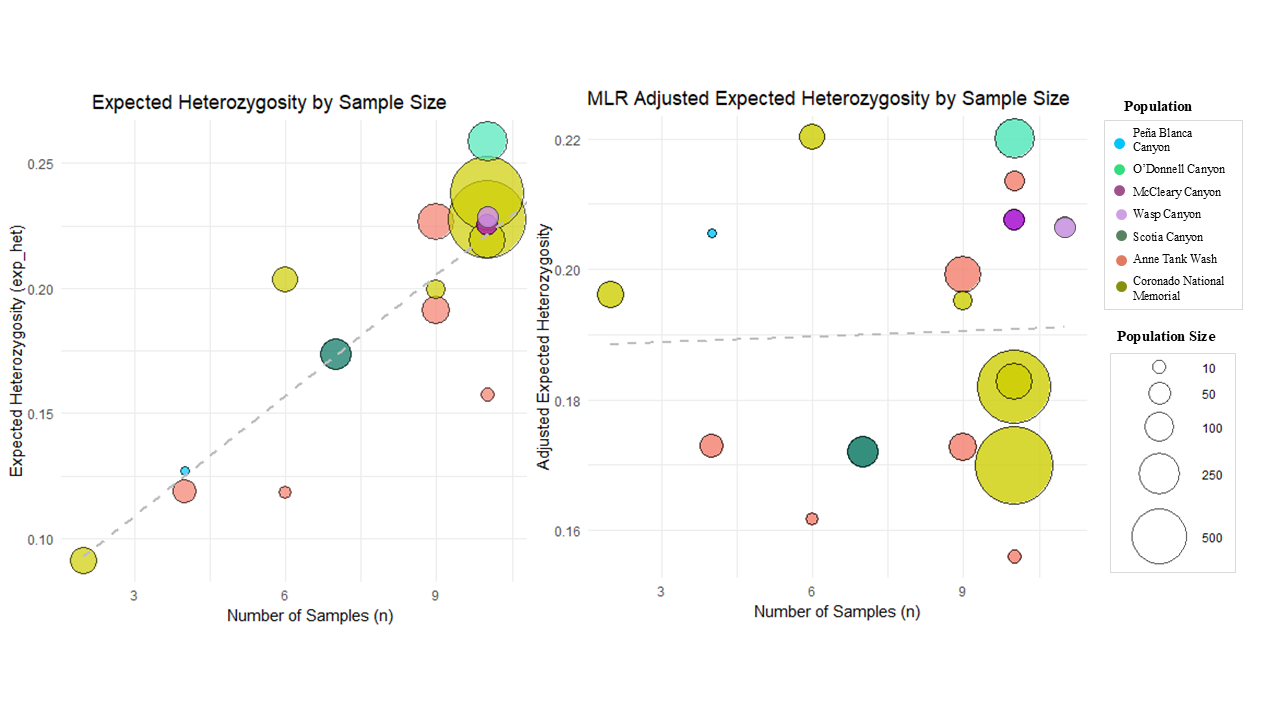 Expected Heterozygosity by Sample Size
Expected Heterozygosity (exp_het)
0.25
0.20
0.15
0.10
3
6
9
Number of Samples (n)
MLR Adjusted Expected Heterozygosity by Sample Size
Adjusted Expected Heterozygosity
0.22
0.20
0.18
0.16
3
6
9
Number of Samples (n)
Population
Peña Blanca
Canyon
O'Donnell Canyon
McCleary Canyon
Wasp Canyon
Scotia Canyon
Anne Tank Wash
Coronado National
Memorial
Population Size
10
50
100
250
500